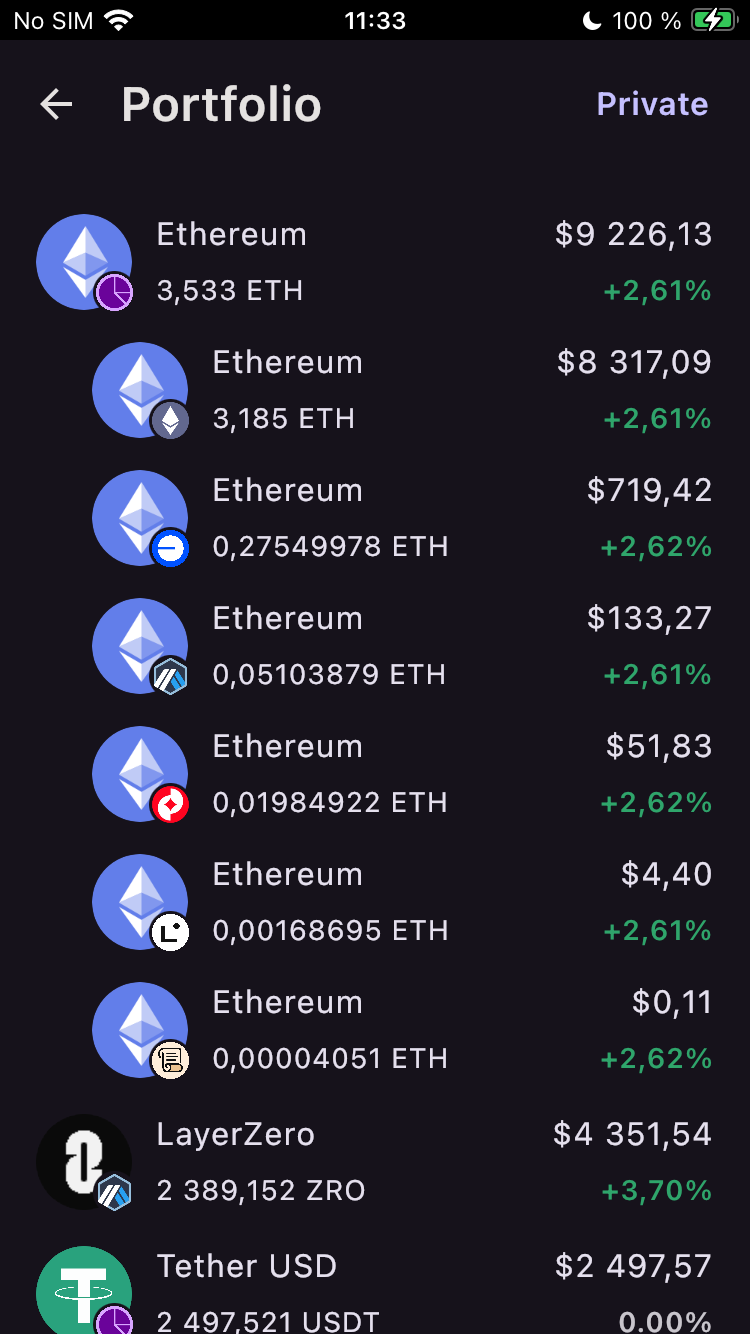 No SIM 11:33 100 %
Portfolio Private
Ethereum $9 226,13
3,533 ETH +2,61%
Ethereum $8 317,09
3,185 ETH +2,61%
Ethereum $719,42
0,27549978 ETH +2,62%
Ethereum $133,27
0,05103879 ETH +2,61%
Ethereum $51,83
0,01984922 ETH +2,62%
Ethereum $4,40
0,00168695 ETH +2,61%
Ethereum $0,11
0,00004051 ETH +2,62%
LayerZero $4 351,54
2 389,152 ZRO +3,70%
Tether USD $2 497,57
2 497,521 USDT 0.00%